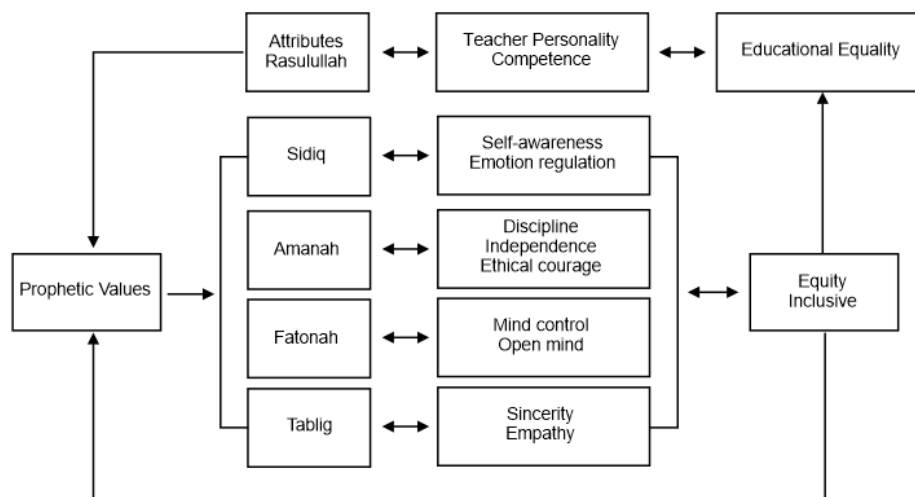 Attributes
Rasulullah
Teacher Personality
Competence
Educational Equality
Sidiq
Self-awareness
Emotion regulation
Amanah
Discipline
Independence
Ethical courage
Prophetic Values
Equity
Inclusive
Fatonah
Mind control
Open mind
Tablig
Sincerity
Empathy